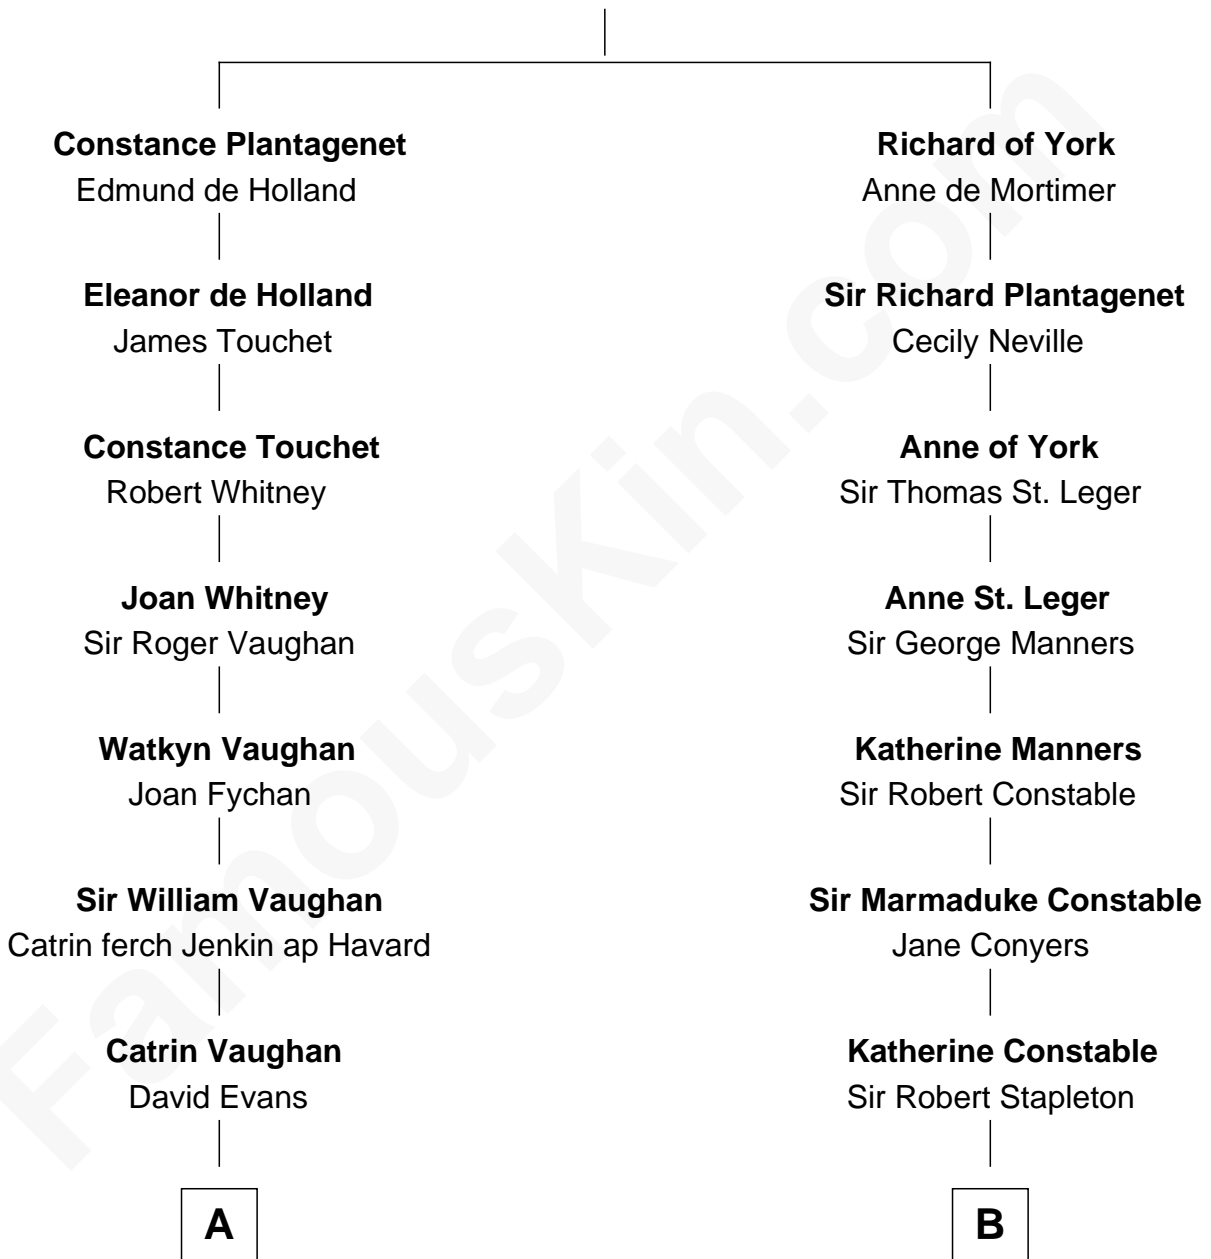 Constance Plantagenet
Edmund de Holland
Eleanor de Holland
James Touchet
Constance Touchet
Robert Whitney
Joan Whitney
Sir Roger Vaughan
Watkyn Vaughan
Joan Fychan
Sir William Vaughan
Catrin ferch Jenkin ap Havard
Catrin Vaughan
David Evans
A
Richard of York
Anne de Mortimer
Sir Richard Plantagenet
Cecily Neville
Anne of York
Sir Thomas St. Leger
Anne St. Leger
Sir George Manners
Katherine Manners
Sir Robert Constable
Sir Marmaduke Constable
Jane Conyers
Katherine Constable
Sir Robert Stapleton
B
FamousKin.com